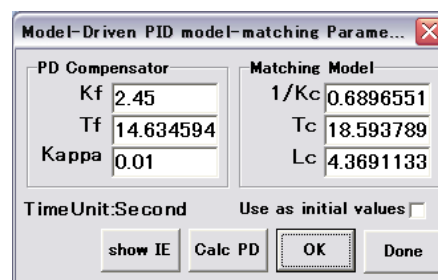 Model-Driven PID model-matching Parame...
PD Compensator
Kf 2.45
Tf 14.634594
Kappa 0.01
Matching Model
1/Kc 0.6896551
Tc 18.593789
Lc 4.3691133
TimeUnit:Second
Use as initial values
show IE
Calc PD
OK
Done